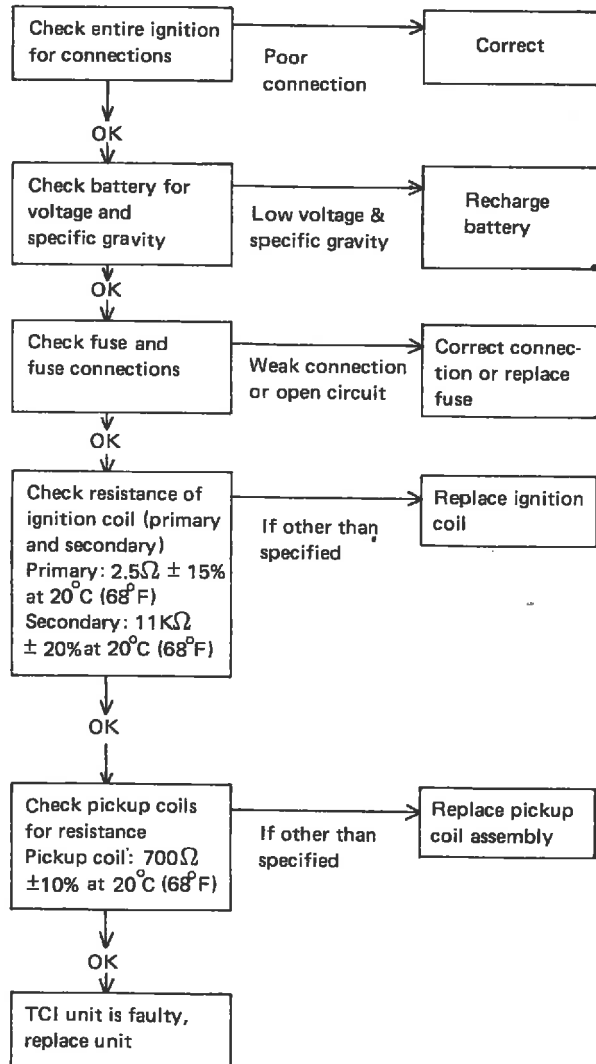 Check entire ignition
for connections
Poor
connection
Correct
OK
Check battery for
voltage and
specific gravity
Low voltage &
specific gravity
Recharge
battery
OK
Check fuse and
fuse connections
Weak connection
or open circuit
Correct connec-
tion or replace
fuse
OK
Check resistance of
ignition coil (primary
and secondary)
Primary: 2.5Ω ± 15%
at 20°C (68°F)
Secondary: 11KΩ
± 20% at 20°C (68°F)
If other than
specified
Replace ignition
coil
OK
Check pickup coils
for resistance
Pickup coil: 700Ω
±10% at 20°C (68°F)
If other than
specified
Replace pickup
coil assembly
OK
TCI unit is faulty,
replace unit